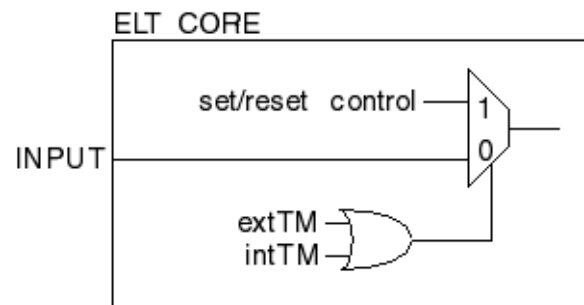 ELT CORE
set/reset control
1
INPUT
0
extTM
intTM